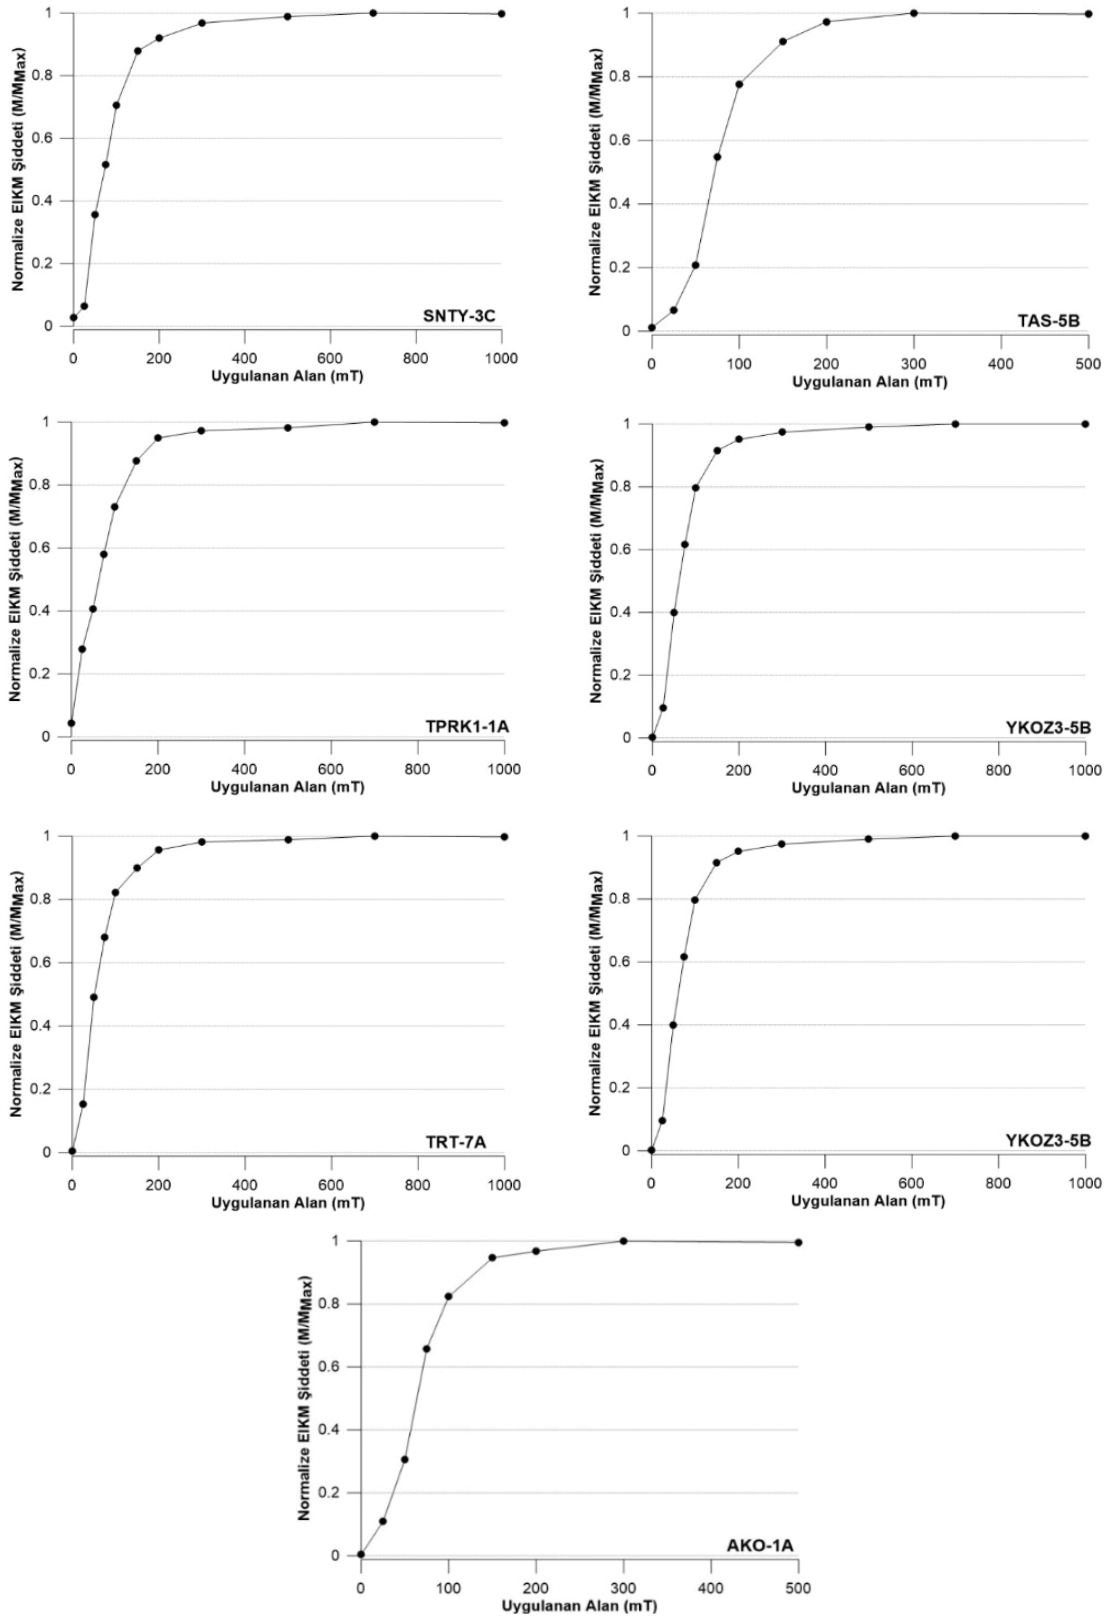 Normalize EIKM Şiddeti (M/MMax)
1
0.8
0.6
0.4
0.2
0
SNTY-3C
0 200 400 600 800 1000
Uygulanan Alan (mT)
Normalize EIKM Şiddeti (M/MMax)
1
0.8
0.6
0.4
0.2
0
TAS-5B
0 100 200 300 400 500
Uygulanan Alan (mT)
Normalize EIKM Şiddeti (M/MMax)
1
0.8
0.6
0.4
0.2
0
TPRK1-1A
0 200 400 600 800 1000
Uygulanan Alan (mT)
Normalize EIKM Şiddeti (M/MMax)
1
0.8
0.6
0.4
0.2
0
YKOZ3-5B
0 200 400 600 800 1000
Uygulanan Alan (mT)
Normalize EIKM Şiddeti (M/MMax)
1
0.8
0.6
0.4
0.2
0
TRT-7A
0 200 400 600 800 1000
Uygulanan Alan (mT)
Normalize EIKM Şiddeti (M/MMax)
1
0.8
0.6
0.4
0.2
0
YKOZ3-5B
0 200 400 600 800 1000
Uygulanan Alan (mT)
Normalize EIKM Şiddeti (M/MMax)
1
0.8
0.6
0.4
0.2
0
AKO-1A
0 100 200 300 400 500
Uygulanan Alan (mT)